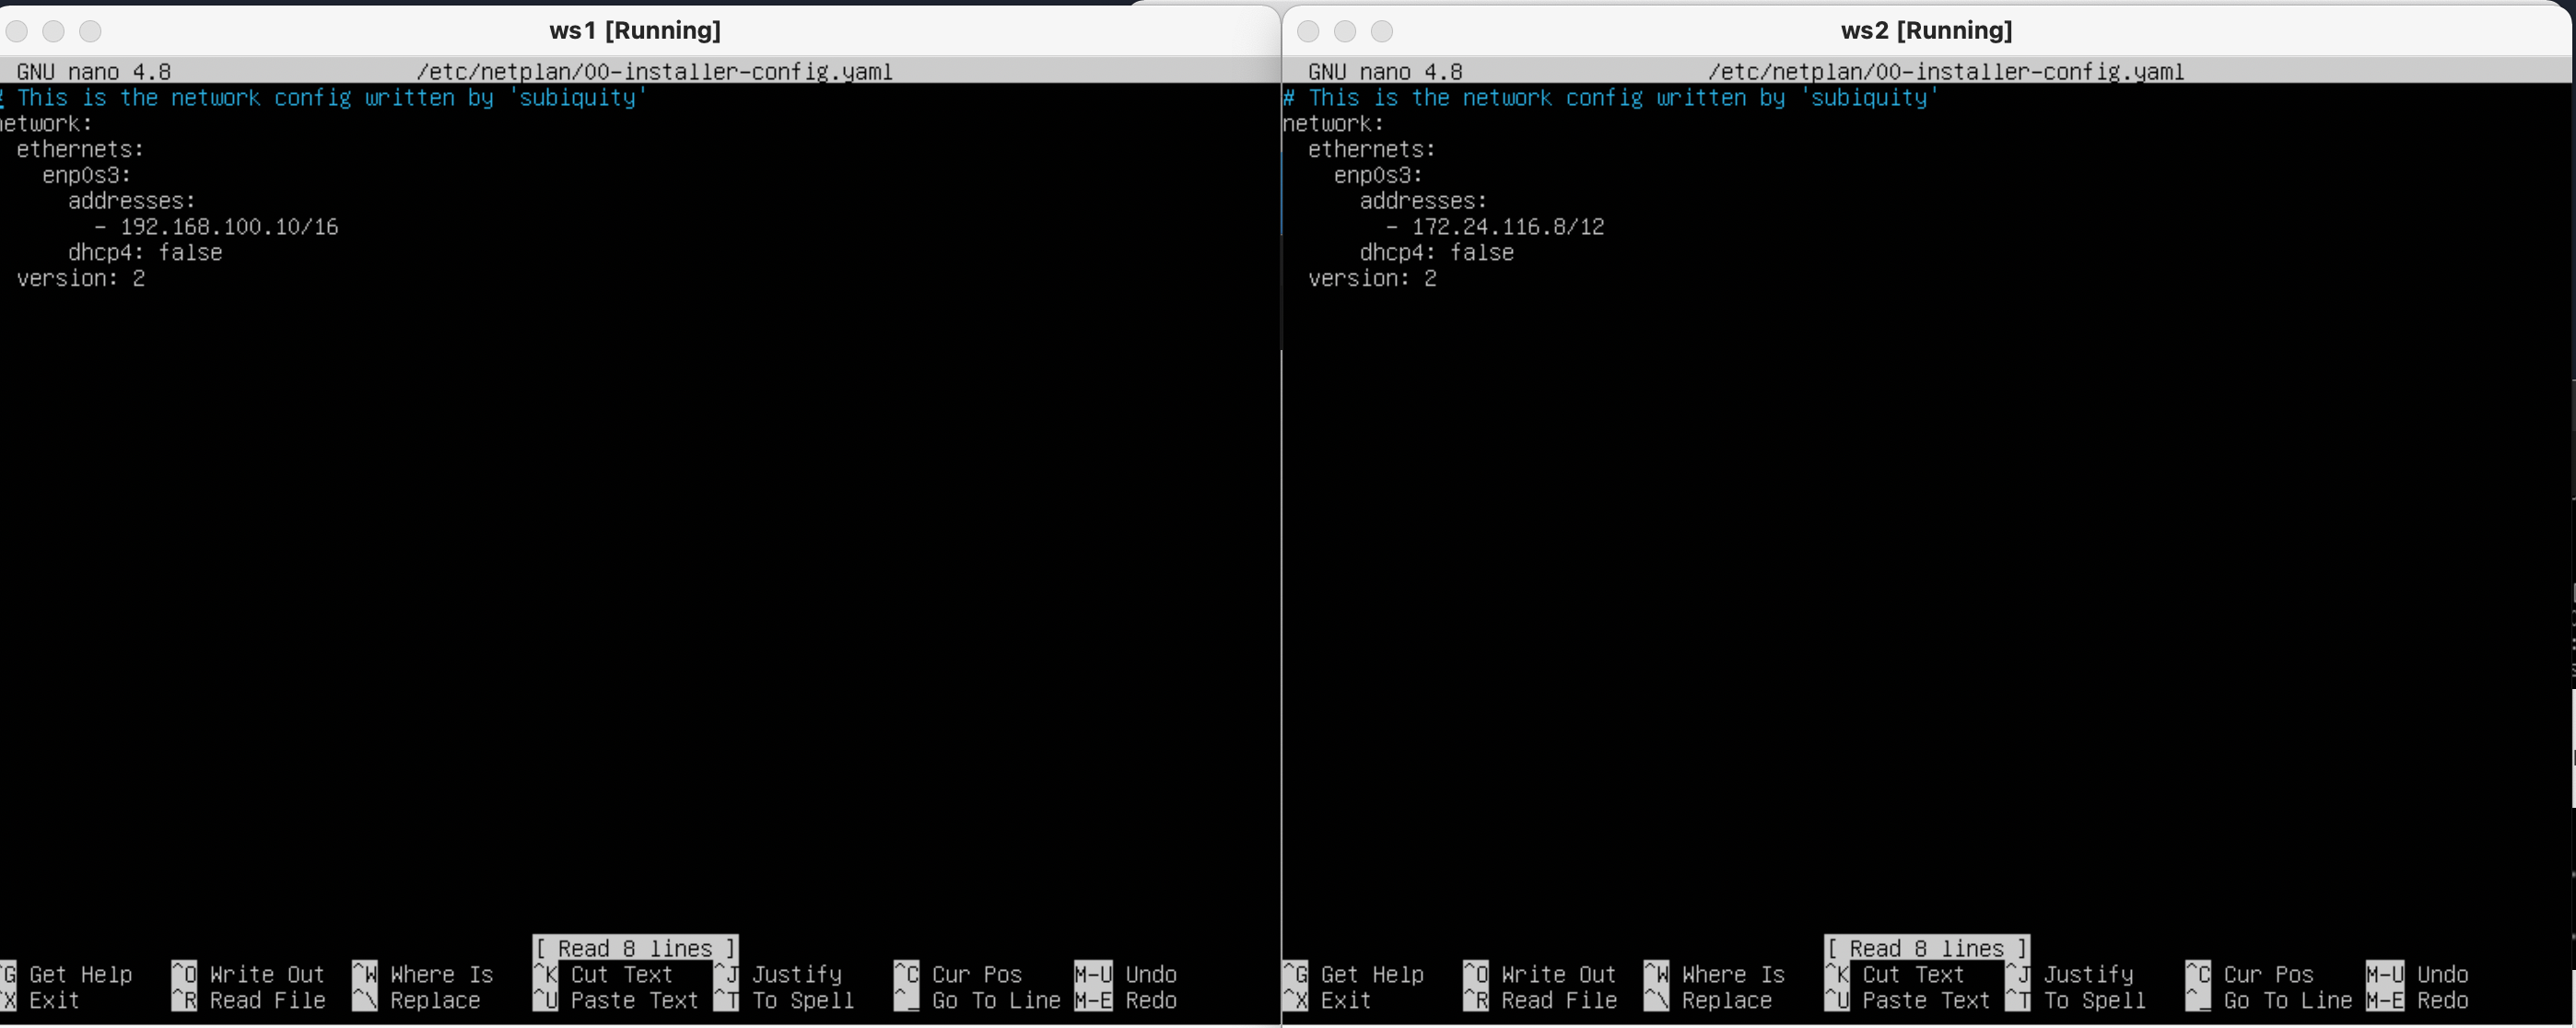 ws1 [Running]
GNU nano 4.8 /etc/netplan/00-installer-config.yaml
# This is the network config written by 'subiquity'
network:
  ethernets:
    enp0s3:
      addresses:
        - 192.168.100.10/16
      dhcp4: false
  version: 2
[ Read 8 lines ]
^G Get Help ^O Write Out ^W Where Is ^K Cut Text ^J Justify ^C Cur Pos M-U Undo
^X Exit ^R Read File ^\ Replace ^U Paste Text ^T To Spell ^_ Go To Line M-E Redo
ws2 [Running]
GNU nano 4.8 /etc/netplan/00-installer-config.yaml
# This is the network config written by 'subiquity'
network:
  ethernets:
    enp0s3:
      addresses:
        - 172.24.116.8/12
      dhcp4: false
  version: 2
[ Read 8 lines ]
^G Get Help ^O Write Out ^W Where Is ^K Cut Text ^J Justify ^C Cur Pos M-U Undo
^X Exit ^R Read File ^\ Replace ^U Paste Text ^T To Spell ^_ Go To Line M-E Redo